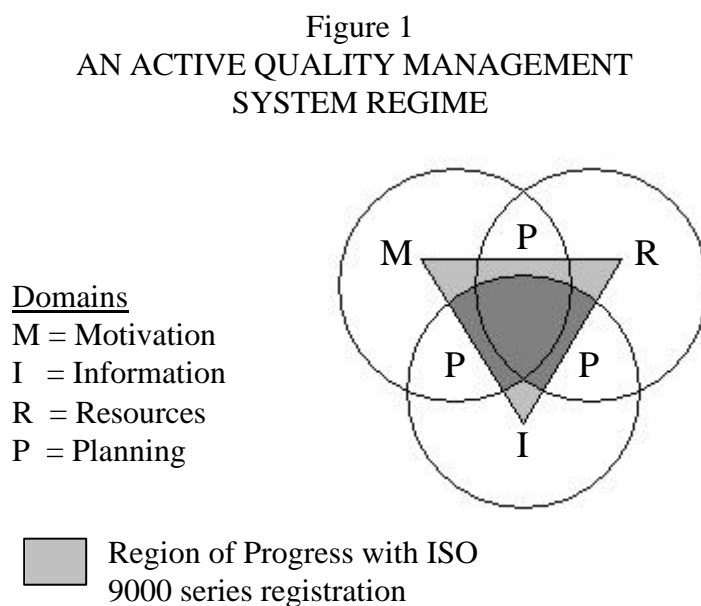 Figure 1
AN ACTIVE QUALITY MANAGEMENT
SYSTEM REGIME
P
M R
Domains
M = Motivation
I = Information
P P
R = Resources
I
P = Planning
Region of Progress with ISO
9000 series registration